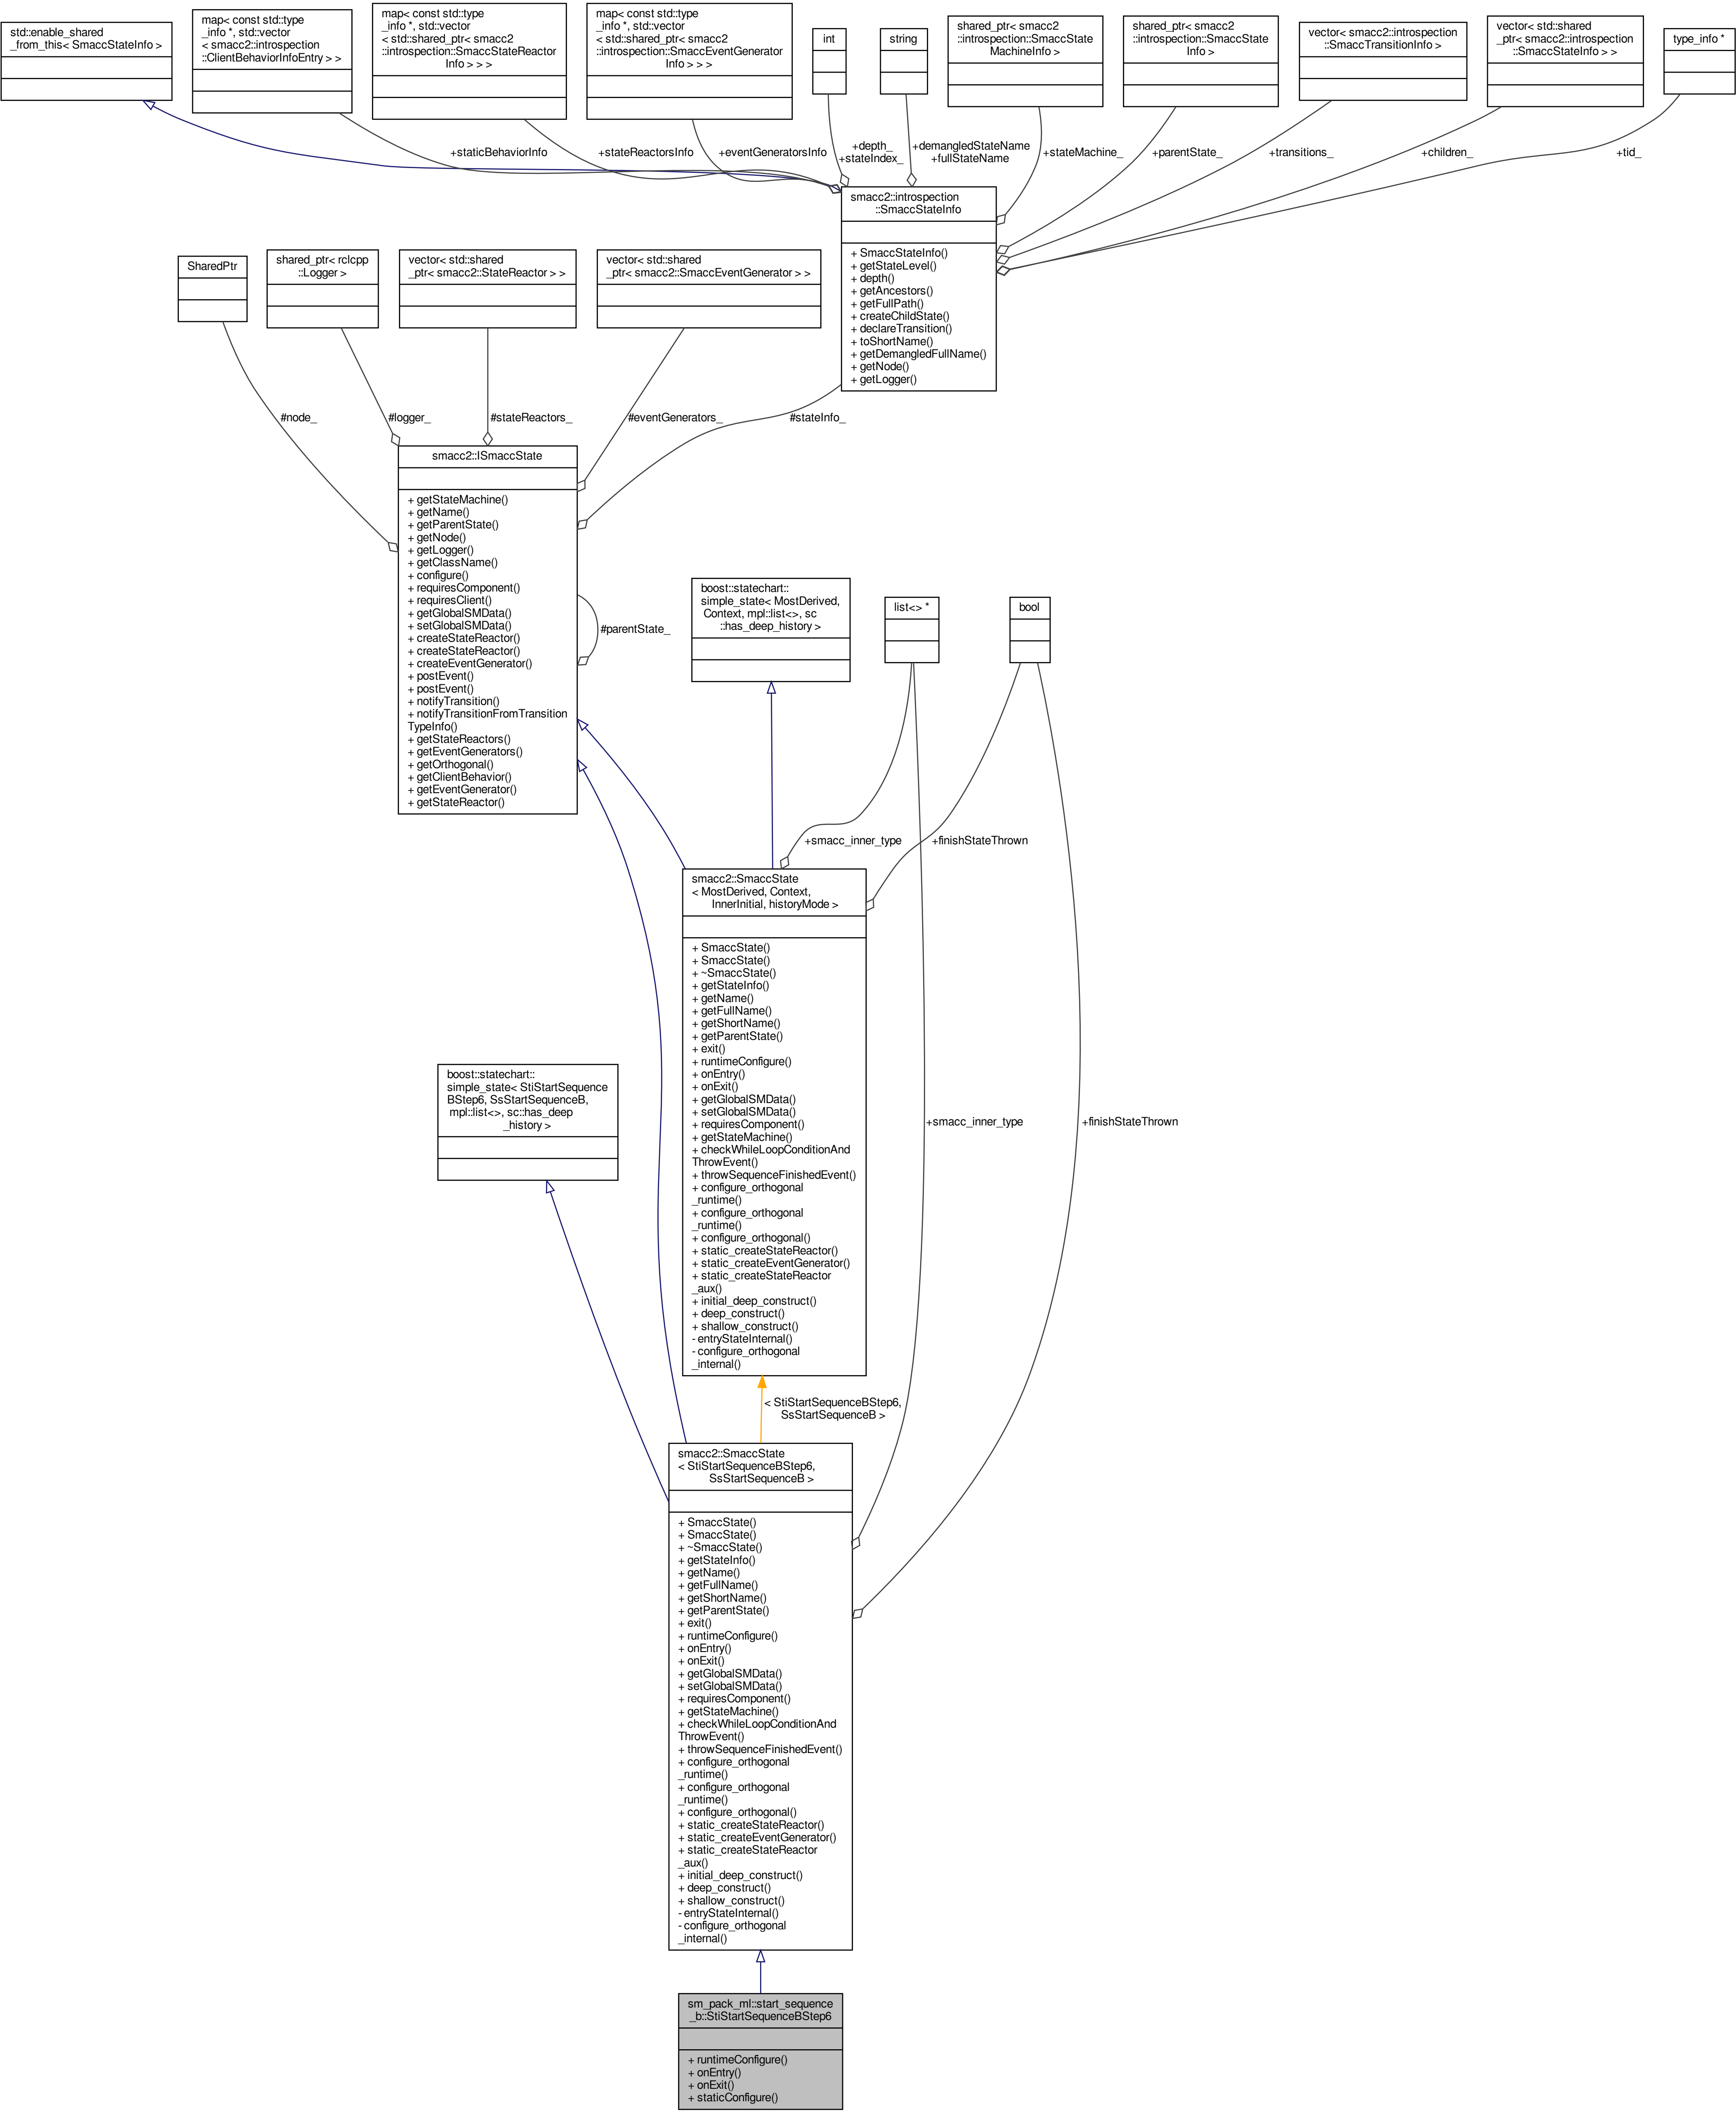 std::enable_shared
_from_this< SmaccStateInfo >
map< const std::type
_info *, std::vector
< smacc2::introspection
::ClientBehaviorInfoEntry > >
map< const std::type
_info *, std::vector
< std::shared_ptr< smacc2
::introspection::SmaccStateReactor
Info > > >
map< const std::type
_info *, std::vector
< std::shared_ptr< smacc2
::introspection::SmaccEventGenerator
Info > > >
int
string
shared_ptr< smacc2
::introspection::SmaccState
MachineInfo >
shared_ptr< smacc2
::introspection::SmaccState
Info >
vector< smacc2::introspection
::SmaccTransitionInfo >
vector< std::shared
_ptr< smacc2::introspection
::SmaccStateInfo > >
type_info *
+staticBehaviorInfo
+stateReactorsInfo
+eventGeneratorsInfo
+depth_
+stateIndex_
+demangledStateName
+fullStateName
+stateMachine_
+parentState_
+transitions_
+children_
+tid_
smacc2::introspection
::SmaccStateInfo
+ SmaccStateInfo()
+ getStateLevel()
+ depth()
+ getAncestors()
+ getFullPath()
+ createChildState()
+ declareTransition()
+ toShortName()
+ getDemangledFullName()
+ getNode()
+ getLogger()
SharedPtr
shared_ptr< rclcpp
::Logger >
vector< std::shared
_ptr< smacc2::StateReactor > >
vector< std::shared
_ptr< smacc2::SmaccEventGenerator > >
#node_
#logger_
#stateReactors_
#eventGenerators_
#stateInfo_
smacc2::ISmaccState
+ getStateMachine()
+ getName()
+ getParentState()
+ getNode()
+ getLogger()
+ getClassName()
+ configure()
+ requiresComponent()
+ requiresClient()
+ getGlobalSMData()
+ setGlobalSMData()
+ createStateReactor()
+ createStateReactor()
+ createEventGenerator()
+ postEvent()
+ postEvent()
+ notifyTransition()
+ notifyTransitionFromTransition
TypeInfo()
+ getStateReactors()
+ getEventGenerators()
+ getOrthogonal()
+ getClientBehavior()
+ getEventGenerator()
+ getStateReactor()
#parentState_
boost::statechart::
simple_state< MostDerived,
Context, mpl::list<>, sc
::has_deep_history >
list<> *
bool
+smacc_inner_type
+finishStateThrown
smacc2::SmaccState
< MostDerived, Context,
InnerInitial, historyMode >
+ SmaccState()
+ SmaccState()
+ ~SmaccState()
+ getStateInfo()
+ getName()
+ getFullName()
+ getShortName()
+ getParentState()
+ exit()
+ runtimeConfigure()
+ onEntry()
+ onExit()
+ getGlobalSMData()
+ setGlobalSMData()
+ requiresComponent()
+ getStateMachine()
+ checkWhileLoopConditionAnd
ThrowEvent()
+ throwSequenceFinishedEvent()
+ configure_orthogonal
_runtime()
+ configure_orthogonal
_runtime()
+ configure_orthogonal()
+ static_createStateReactor()
+ static_createEventGenerator()
+ static_createStateReactor
_aux()
+ initial_deep_construct()
+ deep_construct()
+ shallow_construct()
- entryStateInternal()
- configure_orthogonal
_internal()
boost::statechart::
simple_state< StiStartSequence
BStep6, SsStartSequenceB,
mpl::list<>, sc::has_deep
_history >
+smacc_inner_type
+finishStateThrown
< StiStartSequenceBStep6,
SsStartSequenceB >
smacc2::SmaccState
< StiStartSequenceBStep6,
SsStartSequenceB >
+ SmaccState()
+ SmaccState()
+ ~SmaccState()
+ getStateInfo()
+ getName()
+ getFullName()
+ getShortName()
+ getParentState()
+ exit()
+ runtimeConfigure()
+ onEntry()
+ onExit()
+ getGlobalSMData()
+ setGlobalSMData()
+ requiresComponent()
+ getStateMachine()
+ checkWhileLoopConditionAnd
ThrowEvent()
+ throwSequenceFinishedEvent()
+ configure_orthogonal
_runtime()
+ configure_orthogonal
_runtime()
+ configure_orthogonal()
+ static_createStateReactor()
+ static_createEventGenerator()
+ static_createStateReactor
_aux()
+ initial_deep_construct()
+ deep_construct()
+ shallow_construct()
- entryStateInternal()
- configure_orthogonal
_internal()
sm_pack_ml::start_sequence
_b::StiStartSequenceBStep6
+ runtimeConfigure()
+ onEntry()
+ onExit()
+ staticConfigure()